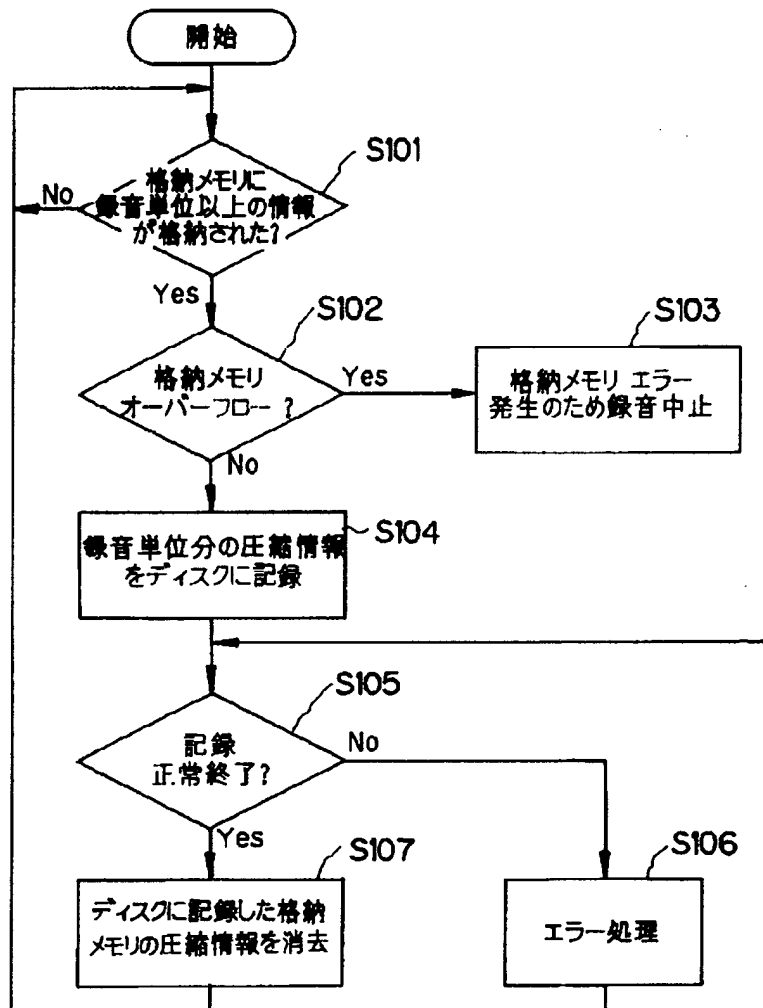 開始
S101
格納メモリに
録音単位以上の情報
が格納された?
No
Yes
S102
格納メモリ
オーバーフロー ?
Yes
No
S103
格納メモリ エラー
発生のため録音中止
S104
録音単位分の圧縮情報
をディスクに記録
S105
記録
正常終了?
No
Yes
S107
ディスクに記録した格納
メモリの圧縮情報を消去
S106
エラー処理